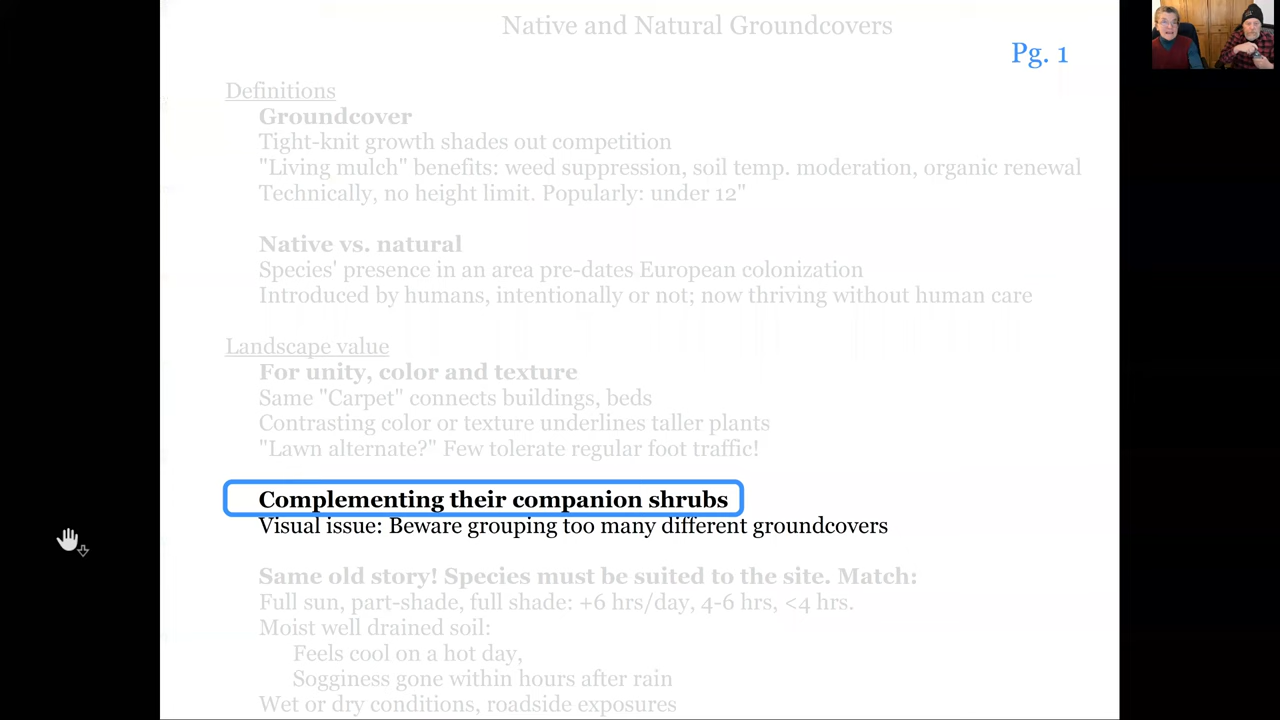 Native and Natural Groundcovers
Pg. 1
Definitions
Groundcover
Tight-knit growth shades out competition
"Living mulch" benefits: weed suppression, soil temp. moderation, organic renewal
Technically, no height limit. Popularly: under 12"
Native vs. natural
Species' presence in an area pre-dates European colonization
Introduced by humans, intentionally or not; now thriving without human care
Landscape value
For unity, color and texture
Same "Carpet" connects buildings, beds
Contrasting color or texture underlines taller plants
"Lawn alternate?" Few tolerate regular foot traffic!
Complementing their companion shrubs
Visual issue: Beware grouping too many different groundcovers
Same old story! Species must be suited to the site. Match:
Full sun, part-shade, full shade: +6 hrs/day, 4-6 hrs, <4 hrs.
Moist well drained soil:
Feels cool on a hot day,
Sogginess gone within hours after rain
Wet or dry conditions, roadside exposures